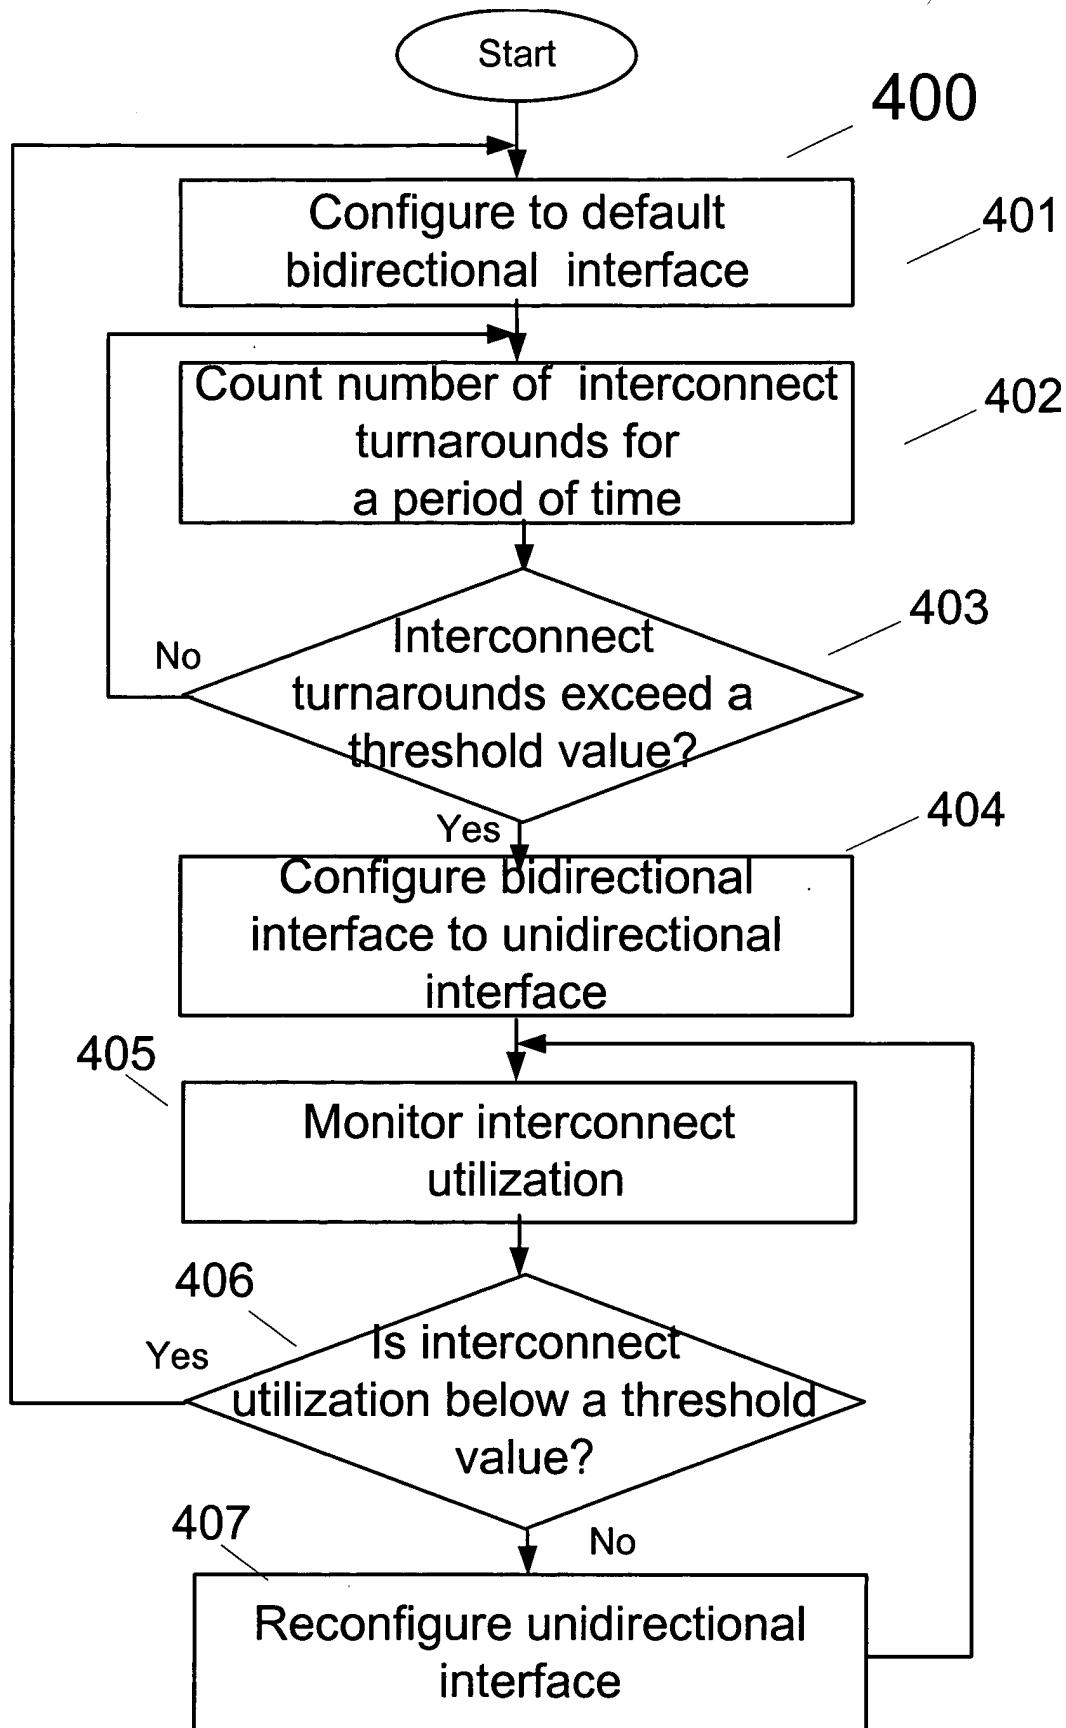 Start
400
Configure to default
bidirectional interface
401
Count number of interconnect
turnarounds for
a period of time
402
403
No
Interconnect
turnarounds exceed a
threshold value?
Yes
404
Configure bidirectional
interface to unidirectional
interface
405
Monitor interconnect
utilization
406
Yes
Is interconnect
utilization below a threshold
value?
407
No
Reconfigure unidirectional
interface